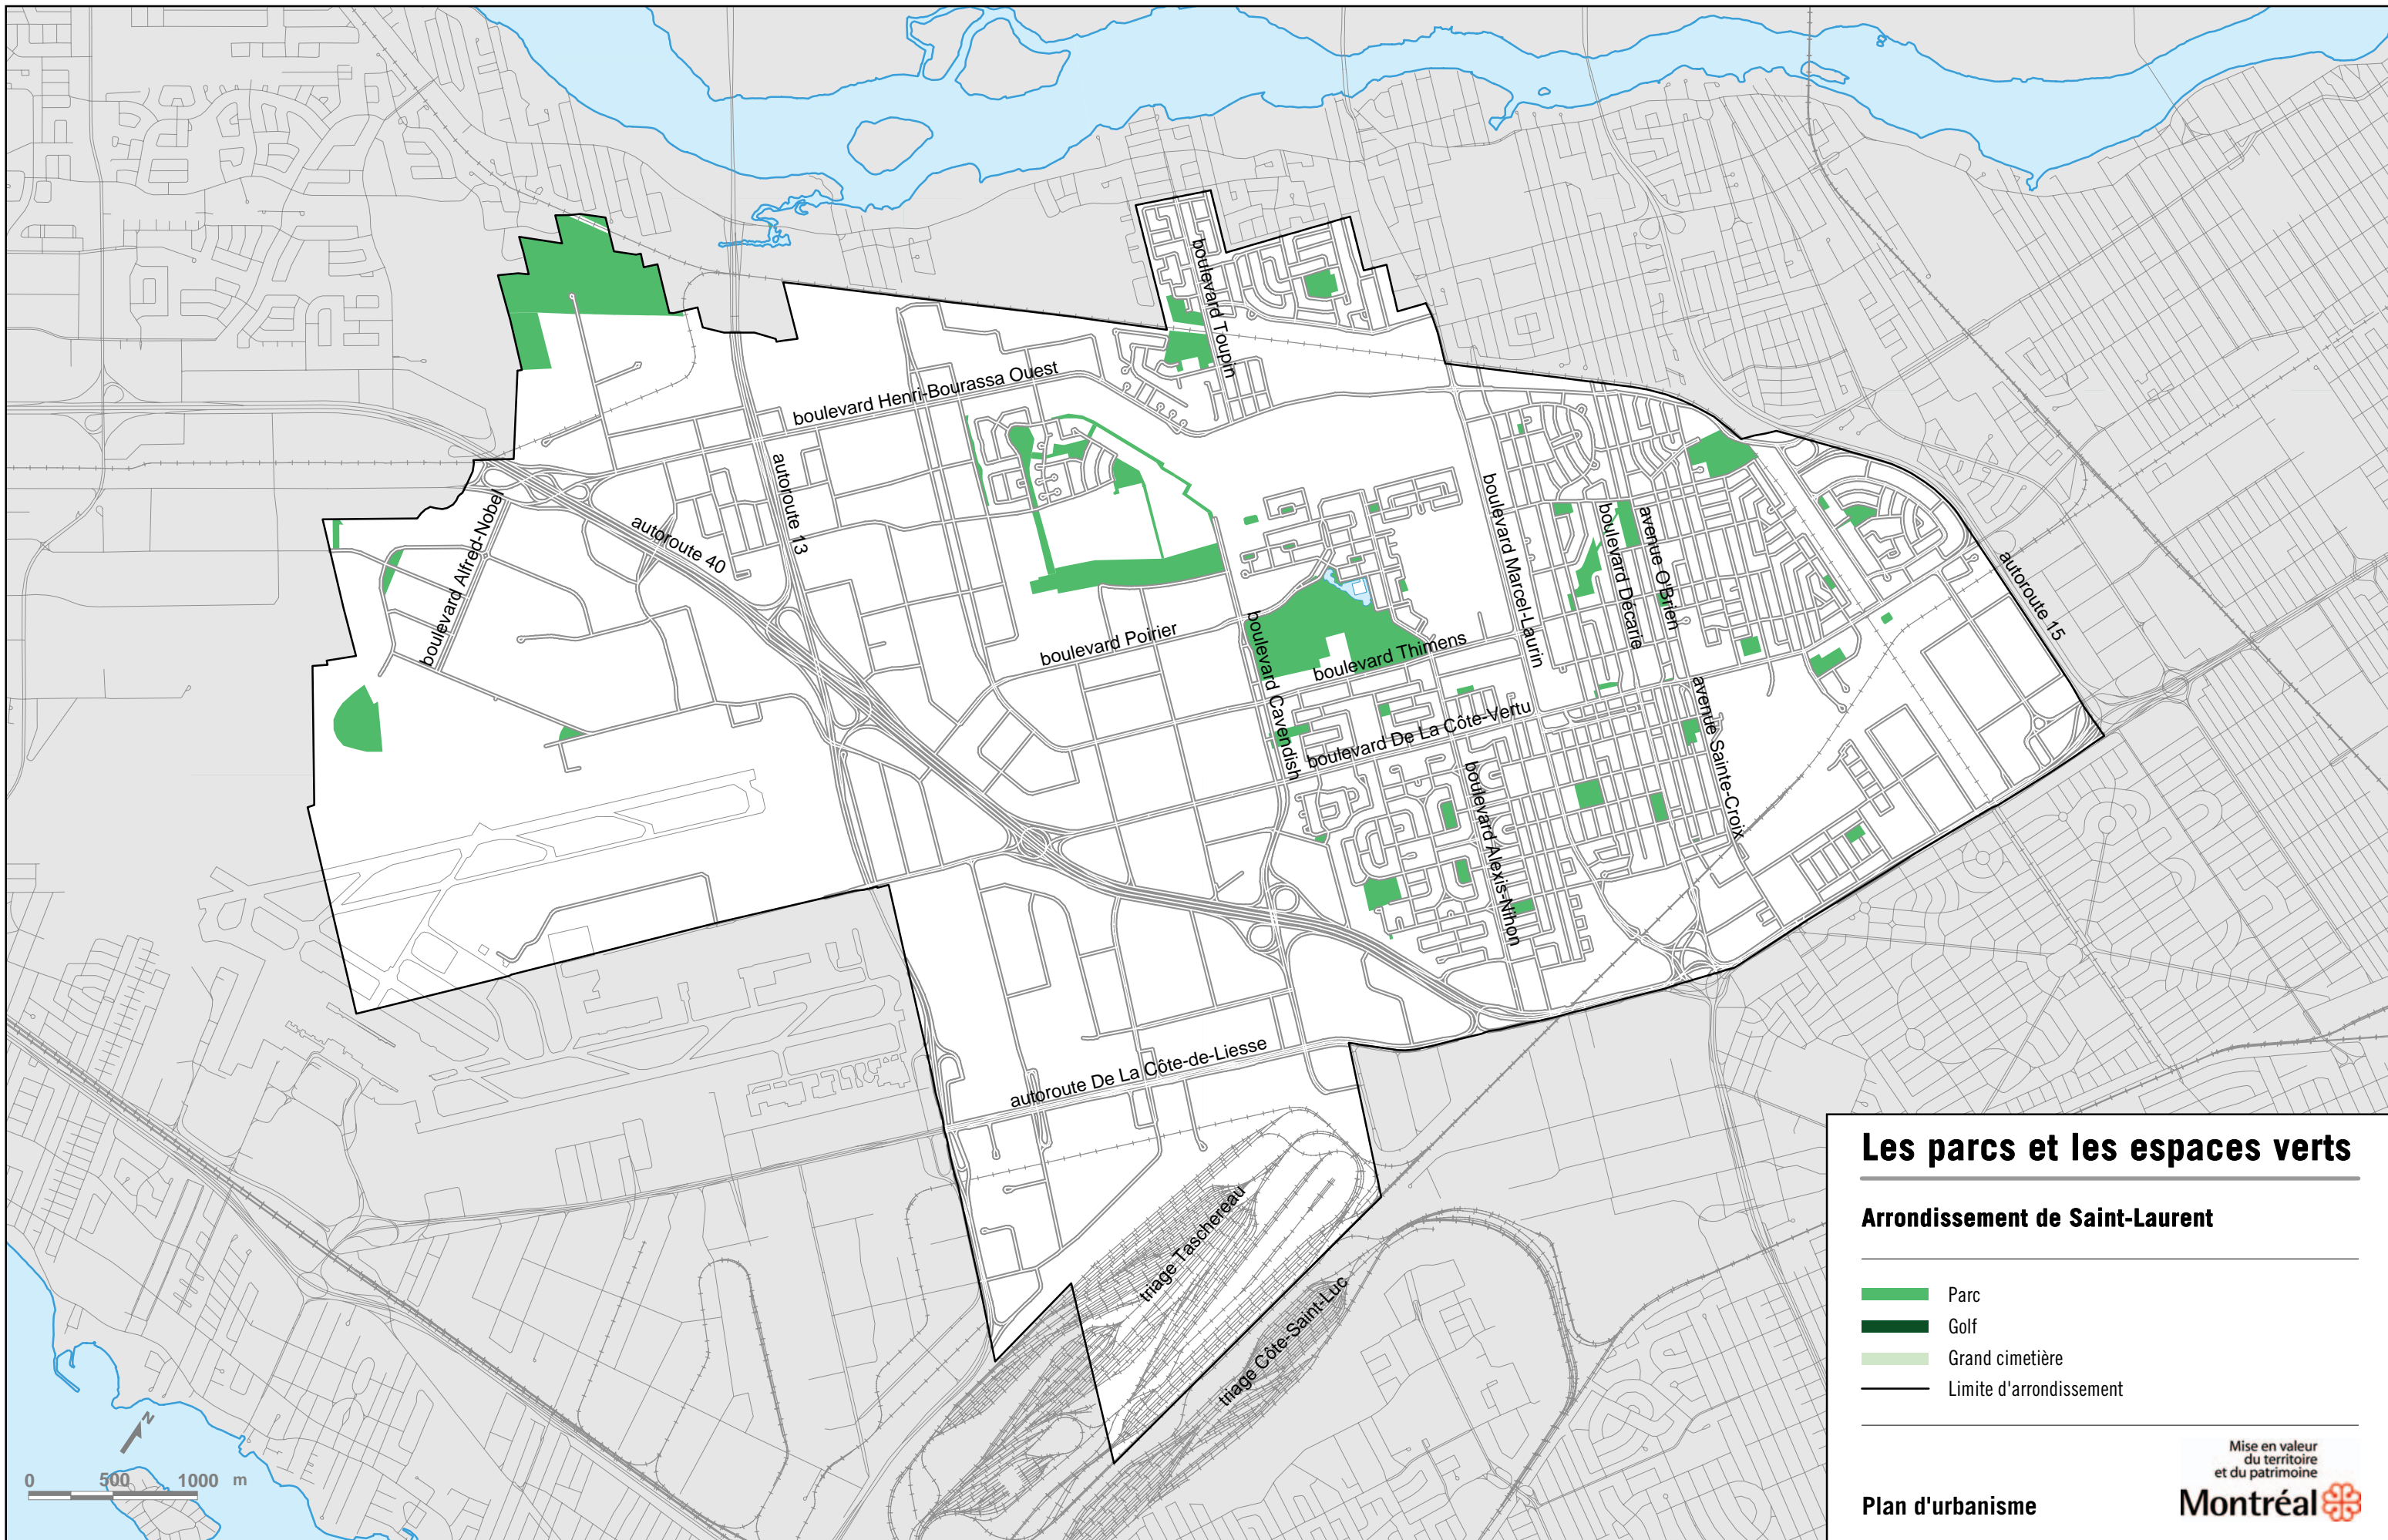 boulevard Toupin
boulevard Henri-Bourassa Ouest
autoroute 13
boulevard Alfred-Nobel
autoroute 40
boulevard Marcel-Laurin
boulevard Décarie
avenue O'Brien
autoroute 15
boulevard Poirier
boulevard Cavendish
boulevard Thimens
boulevard De La Côte-Vertu
avenue Sainte-Croix
boulevard Alexis-Nihon
autoroute De La Côte-de-Liesse
triage Taschereau
triage Côte-Saint-Luc
N
0 500 1000 m
Les parcs et les espaces verts
Arrondissement de Saint-Laurent
Parc
Golf
Grand cimetière
Limite d'arrondissement
Mise en valeur
du territoire
et du patrimoine
Plan d'urbanisme
Montréal